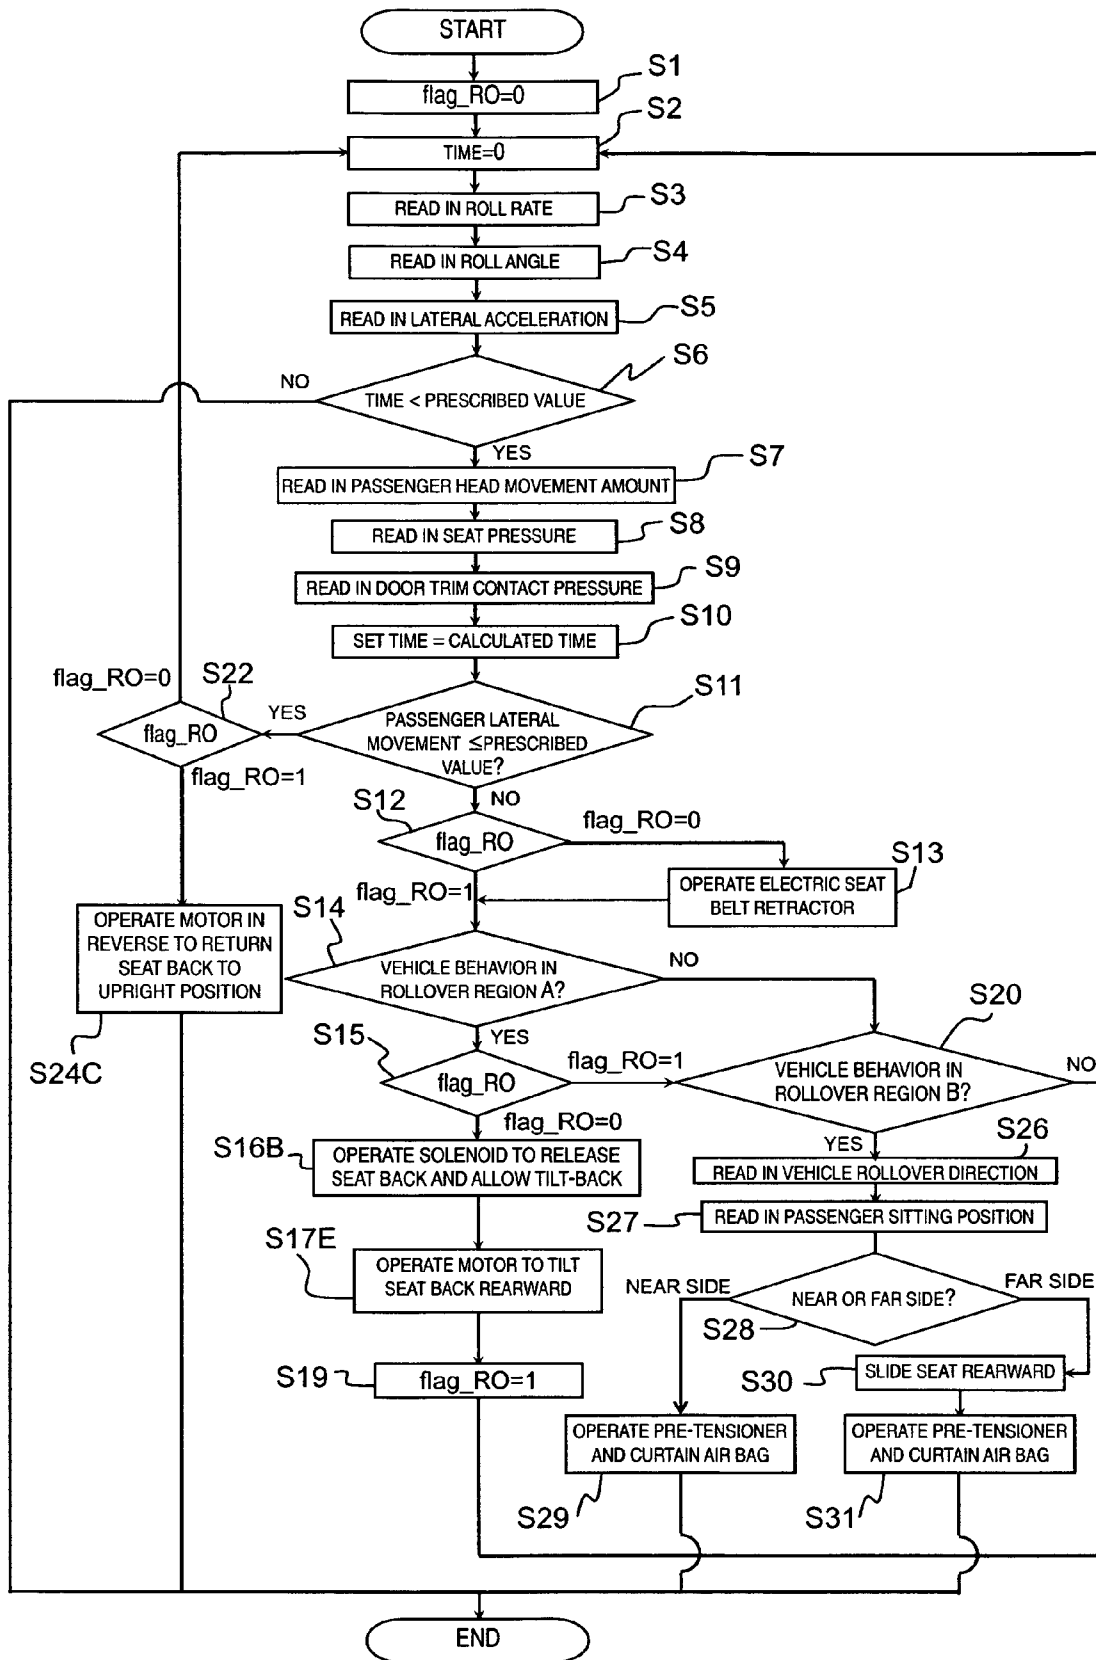 START
S1
flag_RO=0
S2
TIME=0
S3
READ IN ROLL RATE
S4
READ IN ROLL ANGLE
S5
READ IN LATERAL ACCELERATION
S6
NO
TIME < PRESCRIBED VALUE
YES
S7
READ IN PASSENGER HEAD MOVEMENT AMOUNT
S8
READ IN SEAT PRESSURE
S9
READ IN DOOR TRIM CONTACT PRESSURE
S10
SET TIME = CALCULATED TIME
flag_RO=0
S22
S11
YES
flag_RO
PASSENGER LATERAL
MOVEMENT ≤PRESCRIBED
VALUE?
flag_RO=1
NO
S12
flag_RO
flag_RO=0
S13
OPERATE ELECTRIC SEAT
BELT RETRACTOR
flag_RO=1
OPERATE MOTOR IN
REVERSE TO RETURN
SEAT BACK TO
UPRIGHT POSITION
S24C
S14
VEHICLE BEHAVIOR IN
ROLLOVER REGION A?
NO
YES
S20
S15
flag_RO
flag_RO=1
VEHICLE BEHAVIOR IN
ROLLOVER REGION B?
NO
flag_RO=0
YES
S26
S16B
OPERATE SOLENOID TO RELEASE
SEAT BACK AND ALLOW TILT-BACK
READ IN VEHICLE ROLLOVER DIRECTION
S27
READ IN PASSENGER SITTING POSITION
S17E
OPERATE MOTOR TO TILT
SEAT BACK REARWARD
NEAR SIDE
FAR SIDE
NEAR OR FAR SIDE?
S28
S19
flag_RO=1
S30
SLIDE SEAT REARWARD
OPERATE PRE-TENSIONER
AND CURTAIN AIR BAG
OPERATE PRE-TENSIONER
AND CURTAIN AIR BAG
S29
S31
END